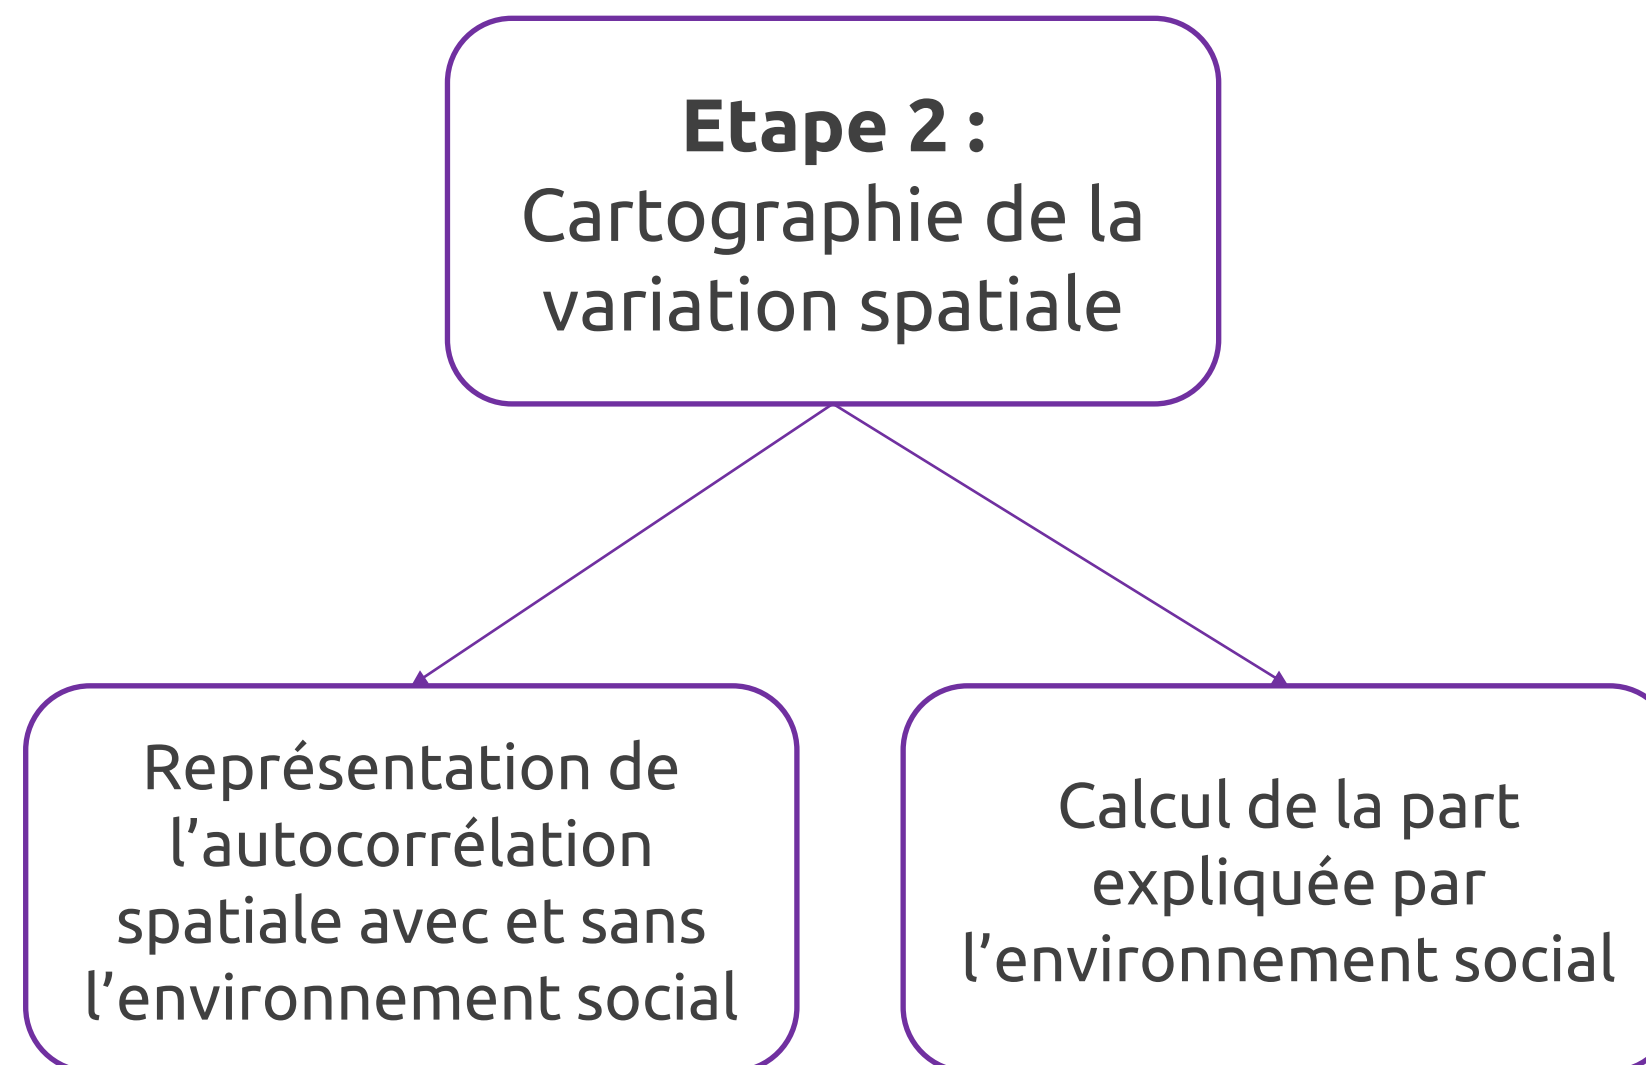 Etape 2 :
Cartographie de la
variation spatiale
Représentation de
l’autocorrélation
spatiale avec et sans
l’environnement social
Calcul de la part
expliquée par
l’environnement social